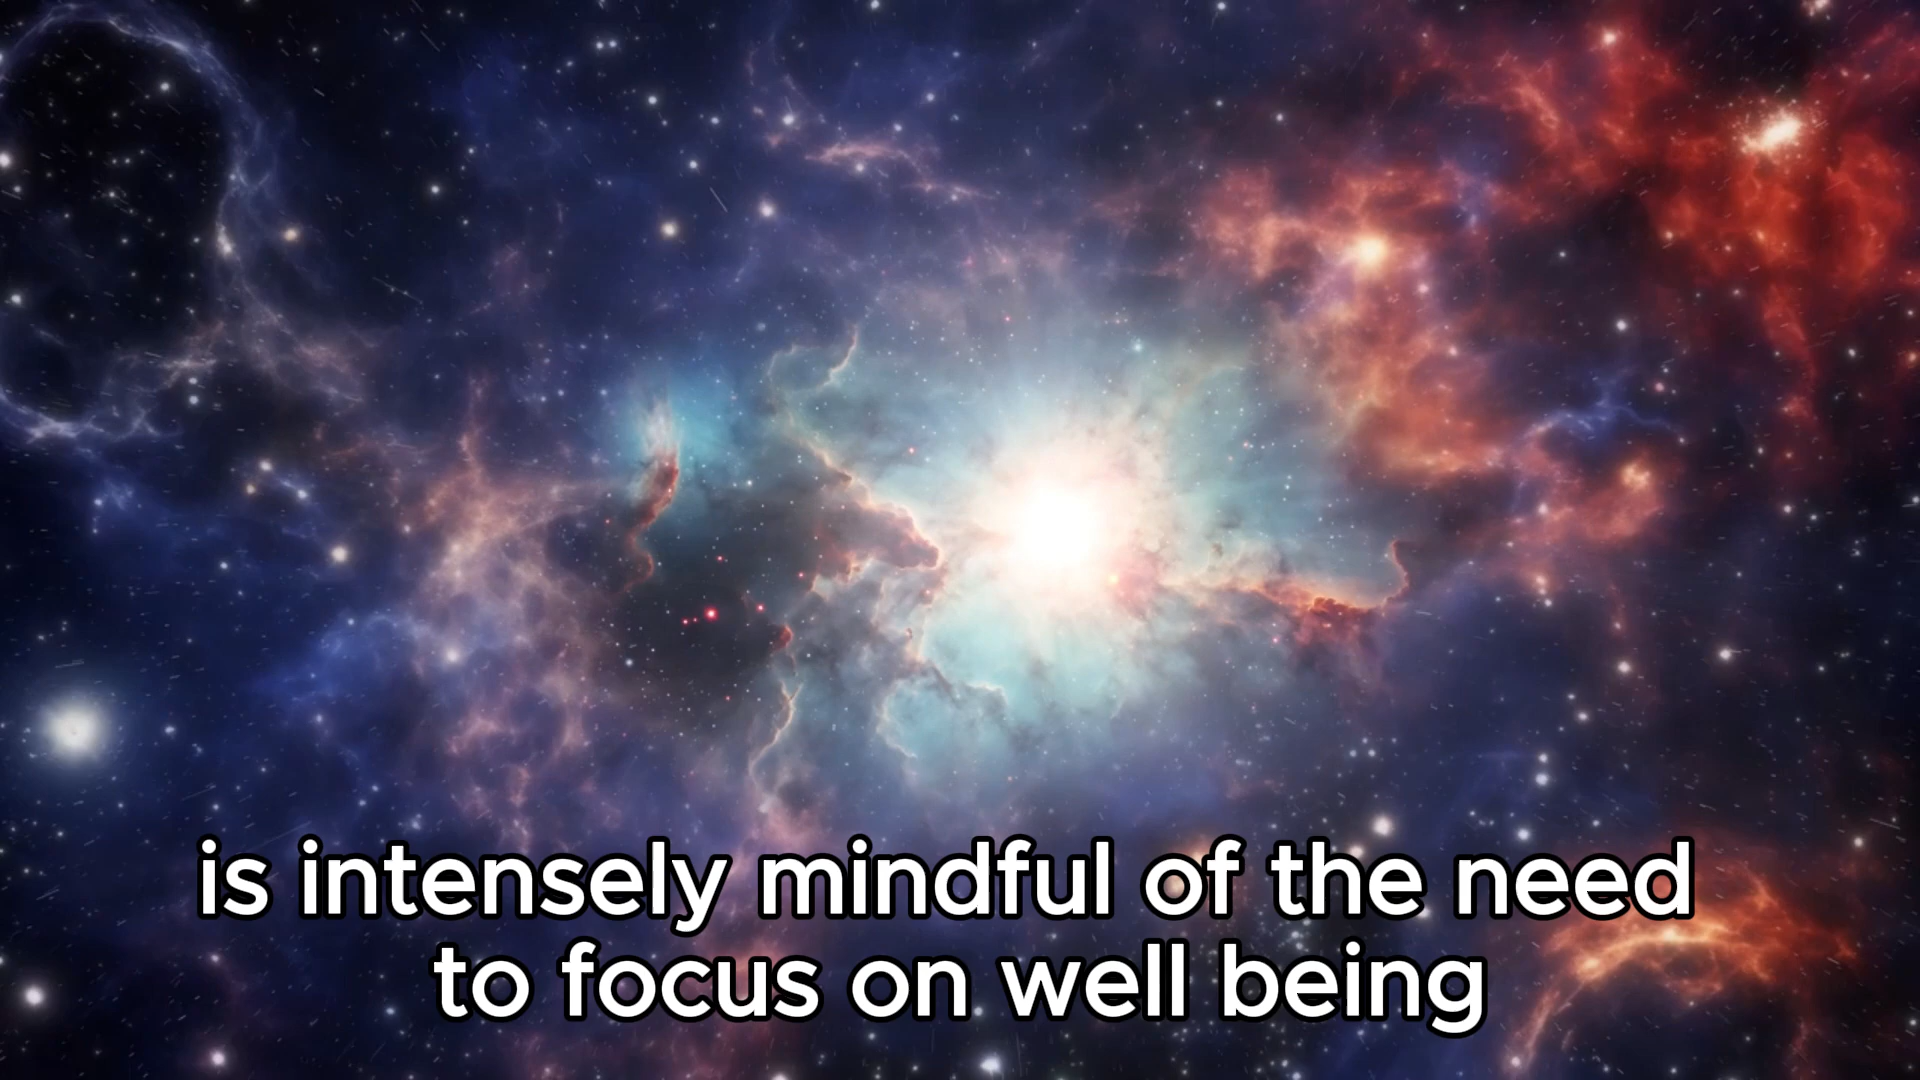 is intensely mindful of the need
to focus on well being